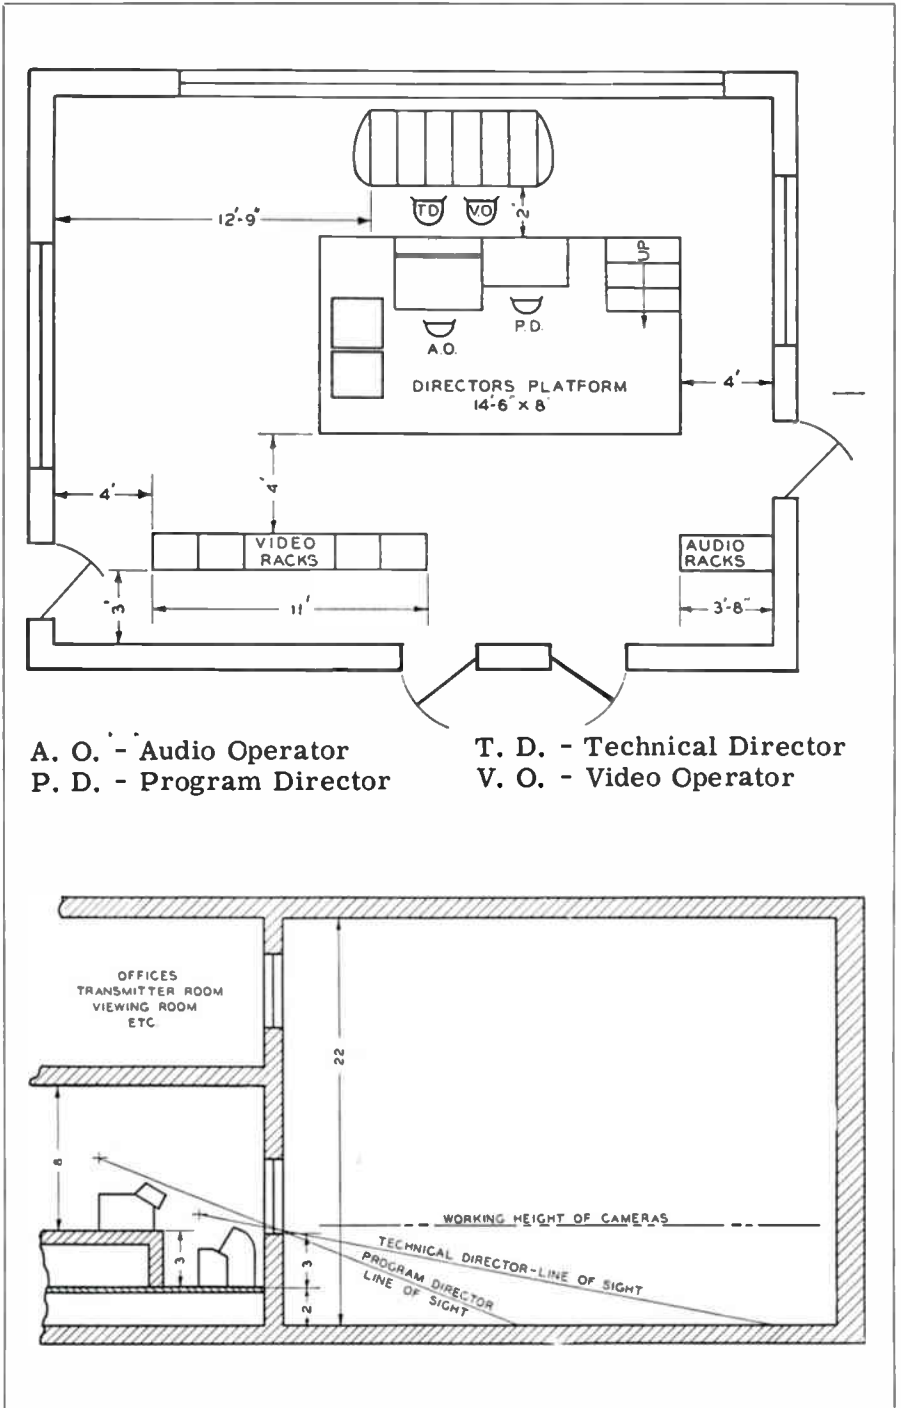 12'-9"
T.D.
V.O.
2'
UP
A.O.
P.D.
DIRECTORS PLATFORM
14'-6" X 8'
4'
4'
4'
VIDEO
RACKS
AUDIO
RACKS
3'
11'
3'-8"
A. O. - Audio Operator
P. D. - Program Director
T. D. - Technical Director
V. O. - Video Operator
OFFICES
TRANSMITTER ROOM
VIEWING ROOM
ETC.
22
8
WORKING HEIGHT OF CAMERAS
TECHNICAL DIRECTOR-LINE OF SIGHT
PROGRAM DIRECTOR
LINE OF SIGHT
3
3
2